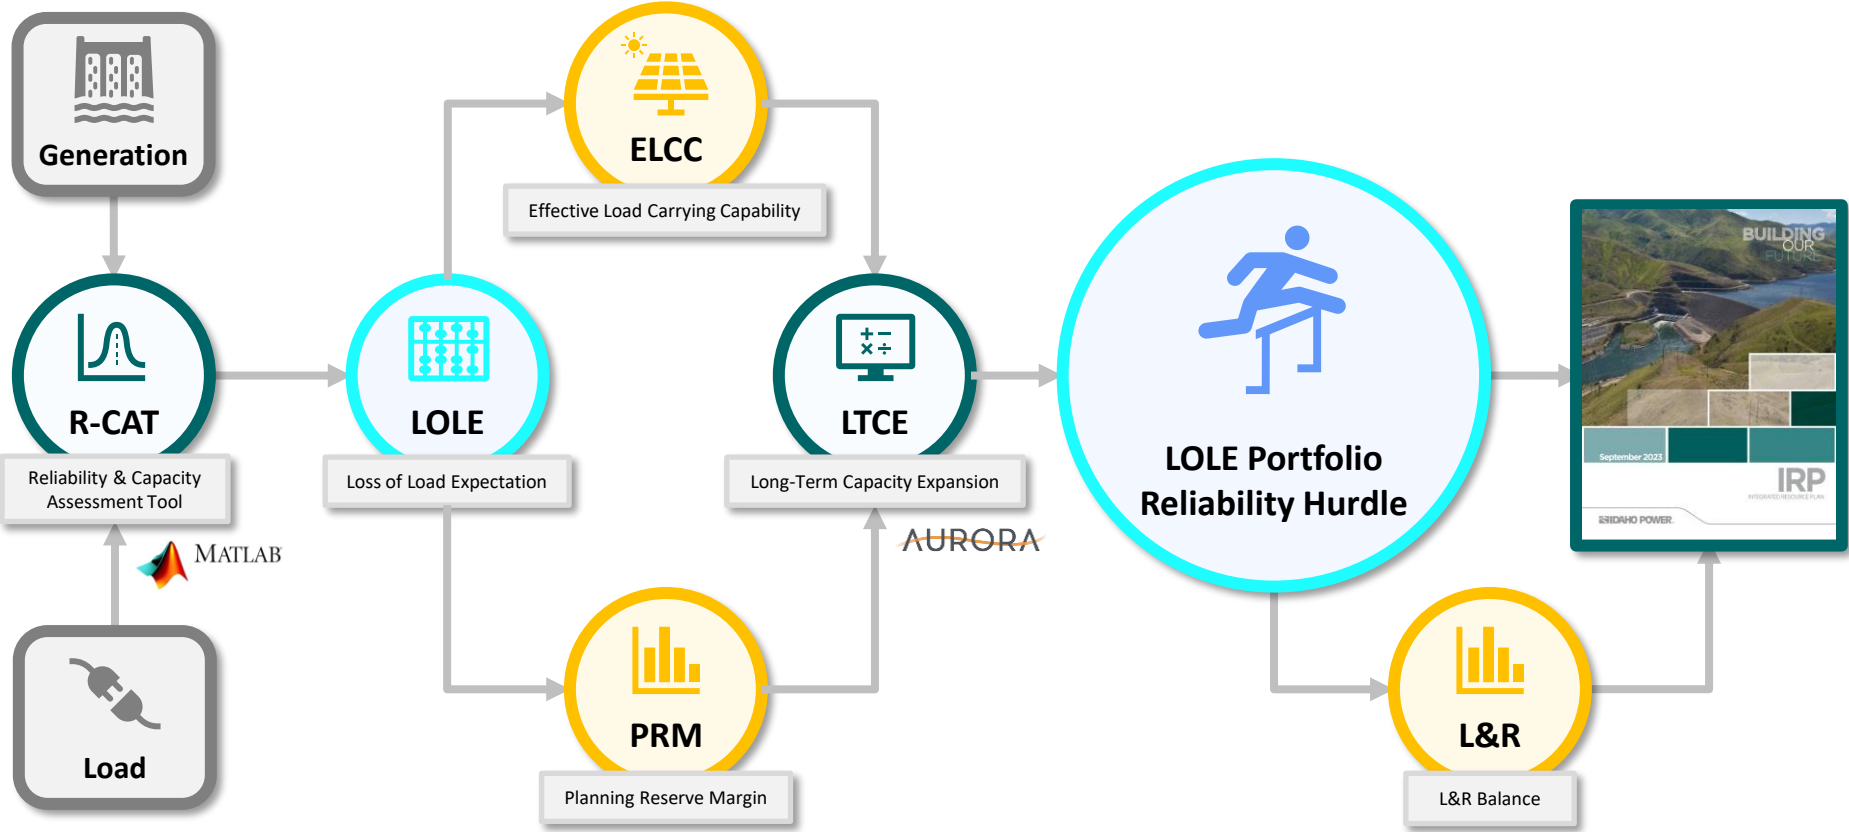 Generation
R-CAT
Reliability & Capacity
Assessment Tool
MATLAB
Load
LOLE
Loss of Load Expectation
ELCC
Effective Load Carrying Capability
PRM
Planning Reserve Margin
LTCE
Long-Term Capacity Expansion
AURORA
LOLE Portfolio
Reliability Hurdle
L&R
L&R Balance
BUILDING
OUR
FUTURE
September 2023
IRP
INTEGRATED RESOURCE PLAN
IDAHO POWER.